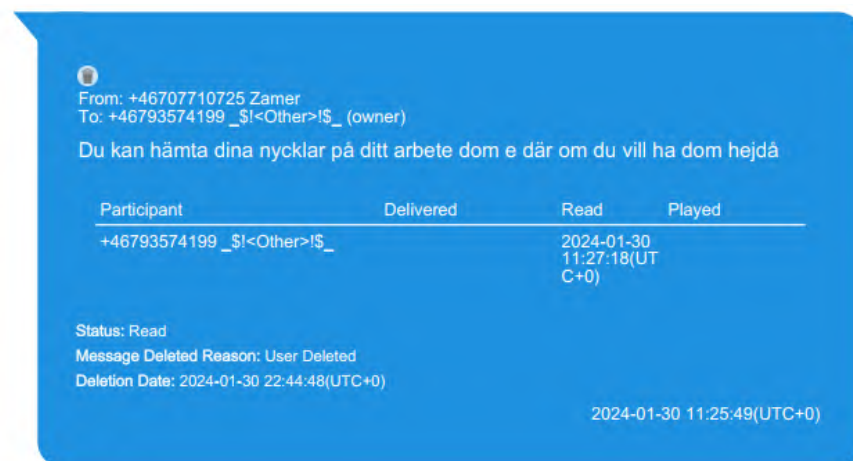 From: +46707710725 Zamer
To: +46793574199 _$!<Other>!$_ (owner)
Du kan hämta dina nycklar på ditt arbete dom e där om du vill ha dom hejdå
Participant Delivered Read Played
+46793574199 _$!<Other>!$_ 2024-01-30
11:27:18(UT
C+0)
Status: Read
Message Deleted Reason: User Deleted
Deletion Date: 2024-01-30 22:44:48(UTC+0)
2024-01-30 11:25:49(UTC+0)